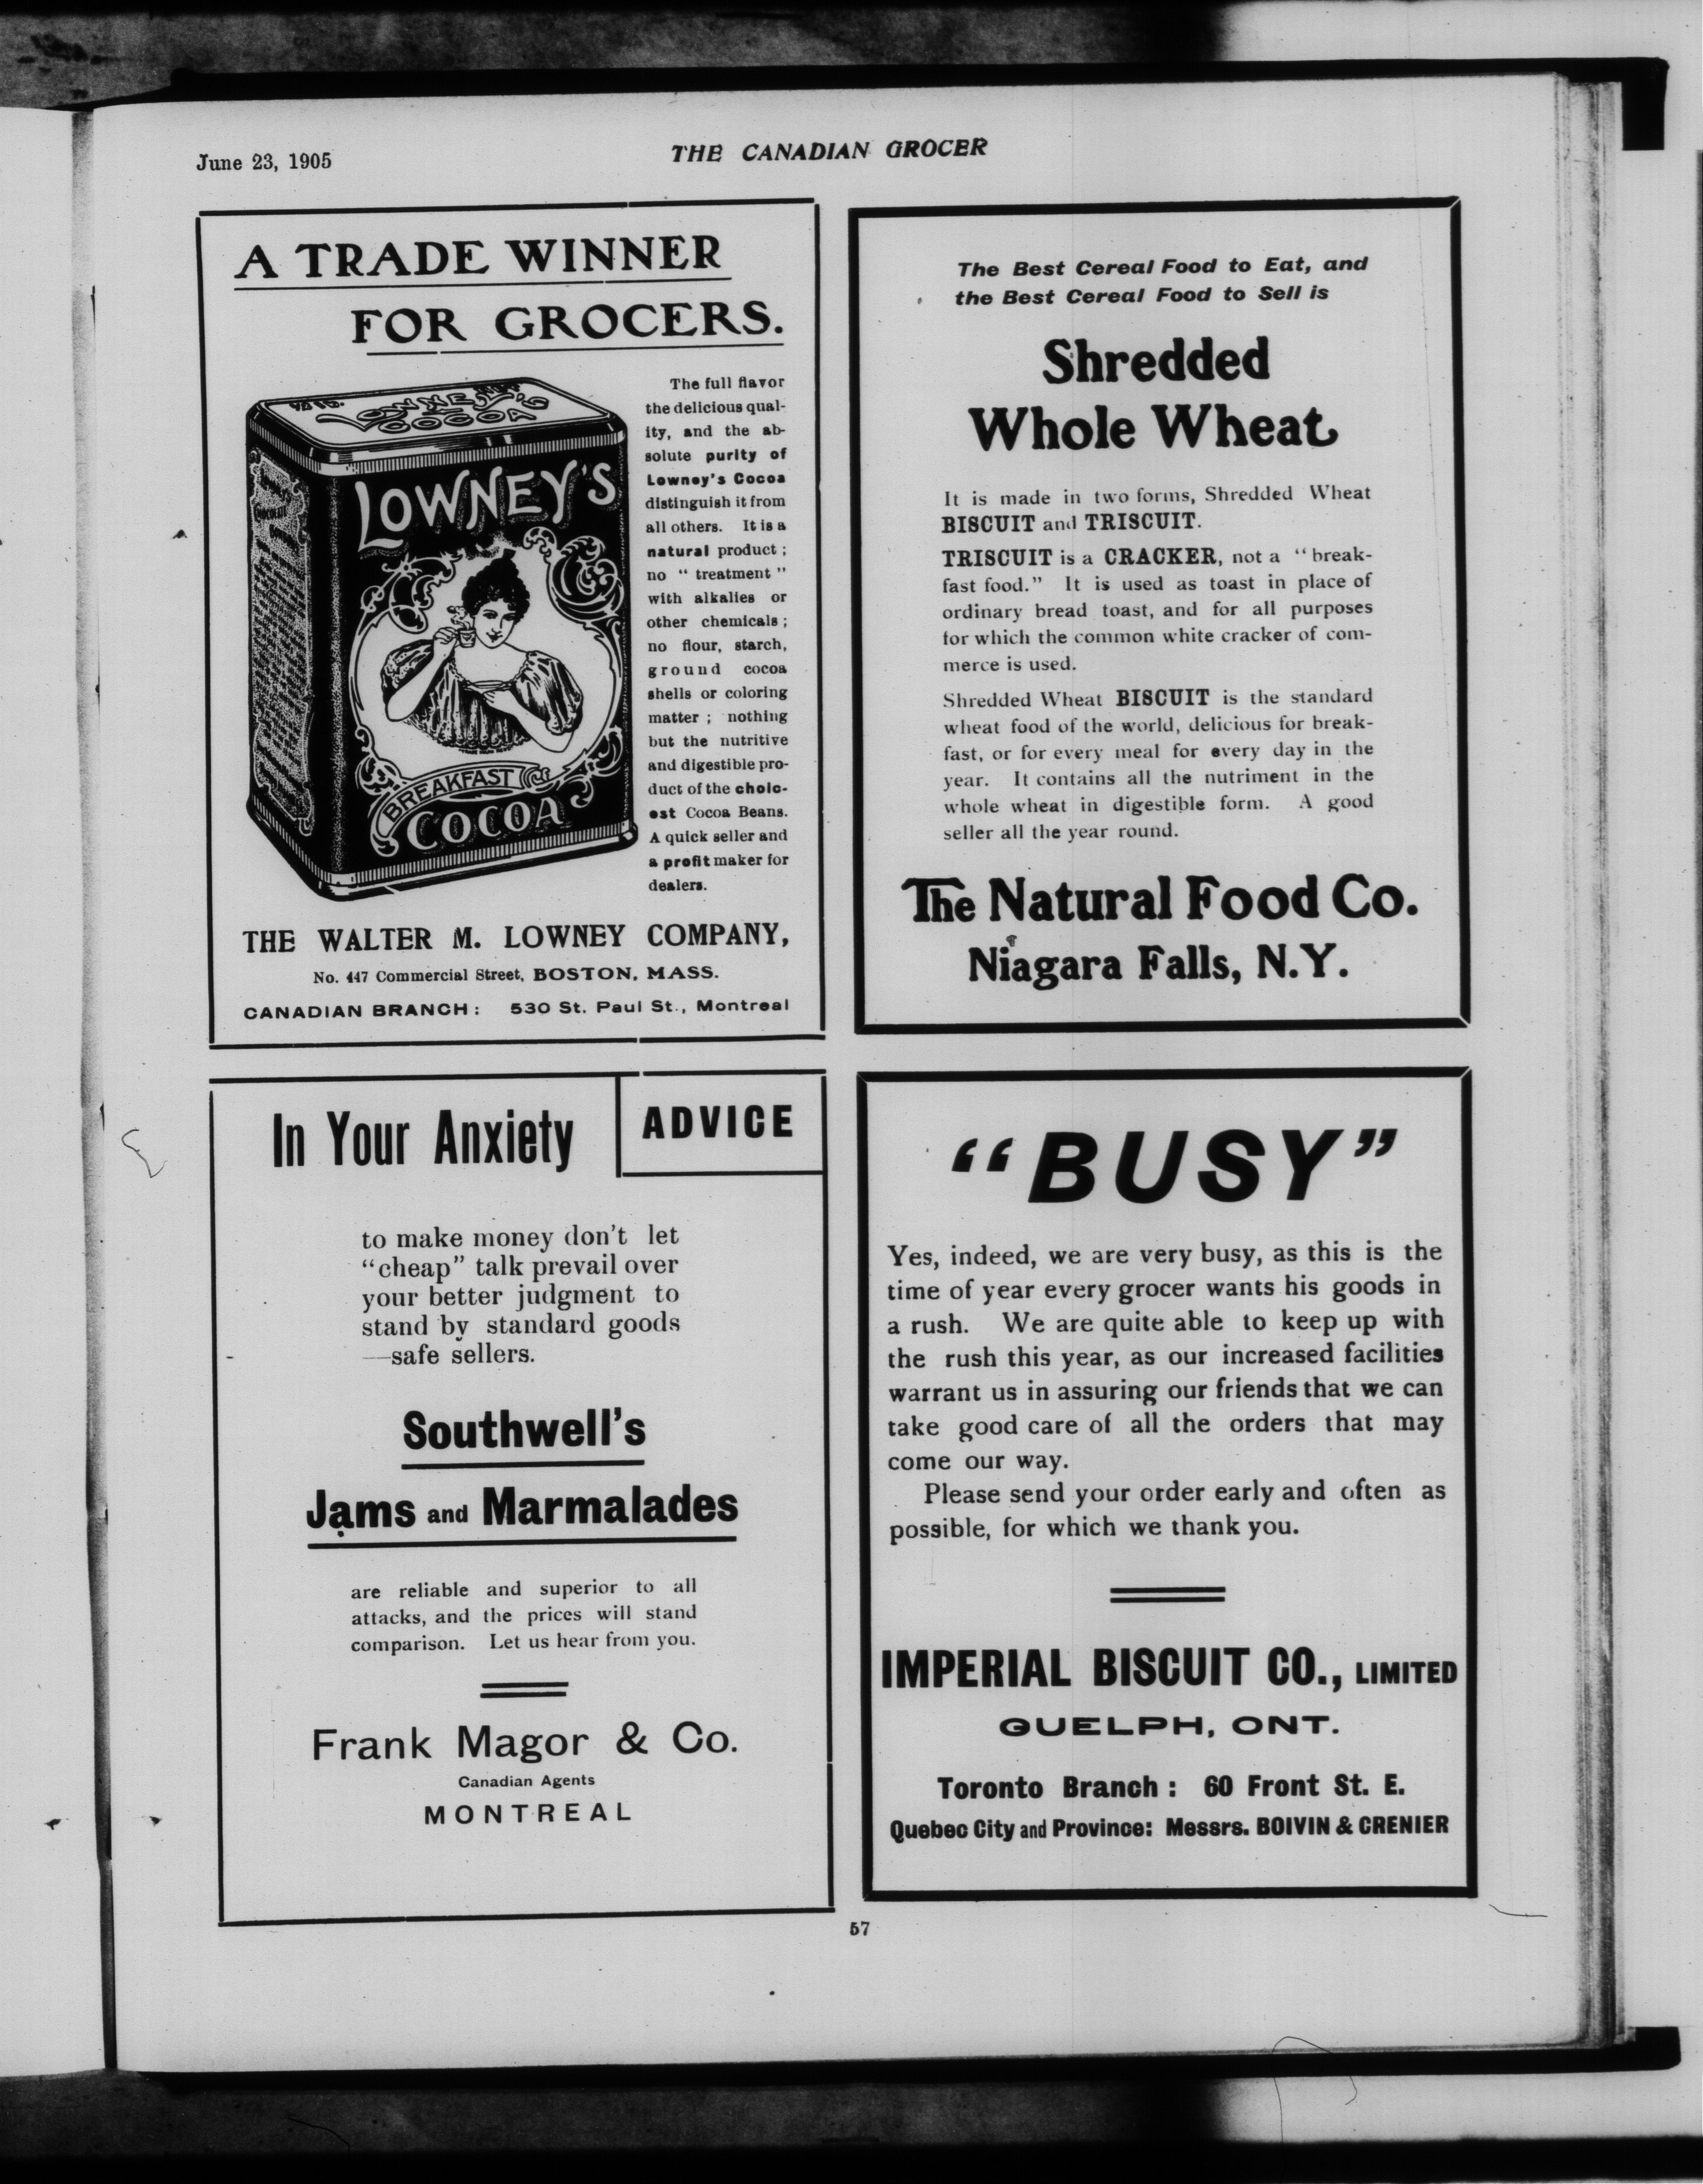 June 23, 1905
THE CANADIAN GROCER
A TRADE WINNER
FOR GROCERS.
½ lb.
LOWNEY'S
COCOA
LOWNEY'S
BREAKFAST
COCOA
The full flavor
the delicious qual-
ity, and the ab-
solute purity of
Lowney's Cocoa
distinguish it from
all others. It is a
natural product ;
no " treatment "
with alkalies or
other chemicals ;
no flour, starch,
ground cocoa
shells or coloring
matter ; nothing
but the nutritive
and digestible pro-
duct of the choic-
est Cocoa Beans.
A quick seller and
a profit maker for
dealers.
THE WALTER M. LOWNEY COMPANY,
No. 447 Commercial Street, BOSTON, MASS.
CANADIAN BRANCH : 530 St. Paul St., Montreal
The Best Cereal Food to Eat, and
the Best Cereal Food to Sell is
Shredded
Whole Wheat
It is made in two forms, Shredded Wheat
BISCUIT and TRISCUIT.
TRISCUIT is a CRACKER, not a " break-
fast food." It is used as toast in place of
ordinary bread toast, and for all purposes
for which the common white cracker of com-
merce is used.
Shredded Wheat BISCUIT is the standard
wheat food of the world, delicious for break-
fast, or for every meal for every day in the
year. It contains all the nutriment in the
whole wheat in digestible form. A good
seller all the year round.
The Natural Food Co.
Niagara Falls, N.Y.
In Your Anxiety
ADVICE
to make money don't let
"cheap" talk prevail over
your better judgment to
stand by standard goods
—safe sellers.
Southwell's
Jams and Marmalades
are reliable and superior to all
attacks, and the prices will stand
comparison. Let us hear from you.
Frank Magor & Co.
Canadian Agents
MONTREAL
"BUSY"
Yes, indeed, we are very busy, as this is the
time of year every grocer wants his goods in
a rush. We are quite able to keep up with
the rush this year, as our increased facilities
warrant us in assuring our friends that we can
take good care of all the orders that may
come our way.
Please send your order early and often as
possible, for which we thank you.
IMPERIAL BISCUIT CO., LIMITED
GUELPH, ONT.
Toronto Branch : 60 Front St. E.
Quebec City and Province: Messrs. BOIVIN & CRENIER
57